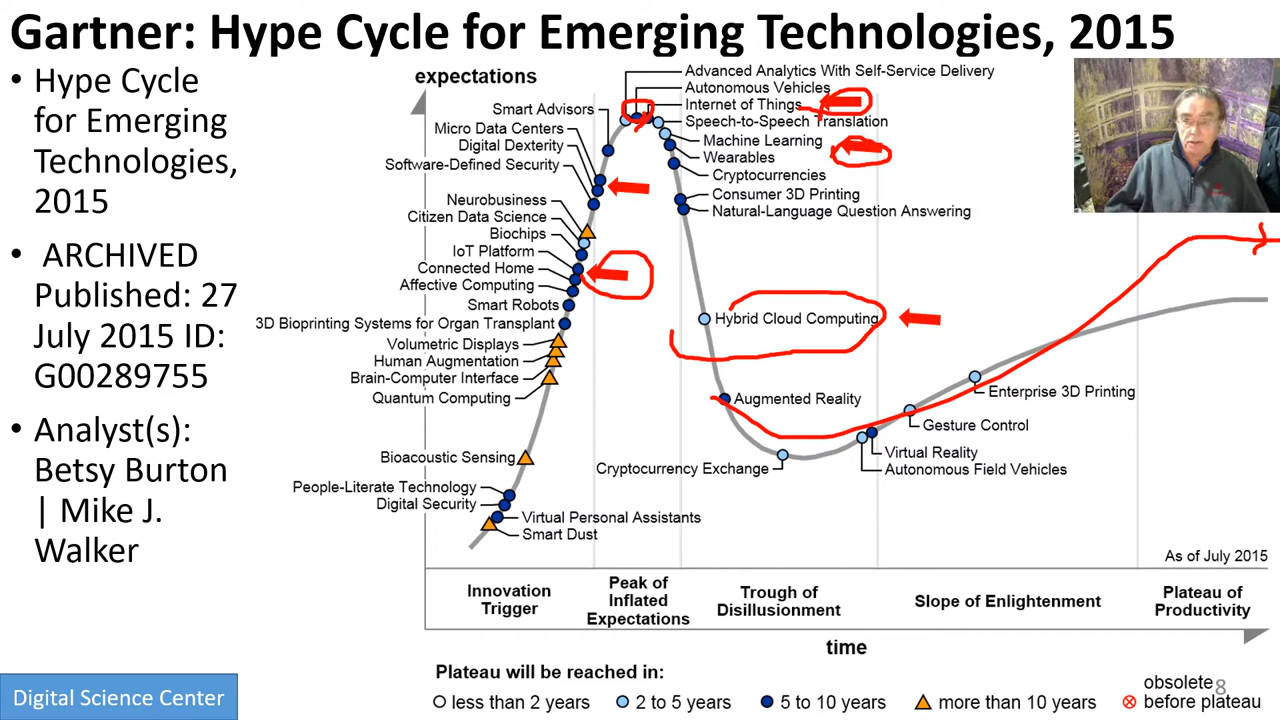 Gartner: Hype Cycle for Emerging Technologies, 2015
• Hype Cycle
for Emerging
Technologies,
2015
• ARCHIVED
Published: 27
July 2015 ID:
G00289755
• Analyst(s):
Betsy Burton
| Mike J.
Walker
Digital Science Center
expectations
Advanced Analytics With Self-Service Delivery
Autonomous Vehicles
Internet of Things
Speech-to-Speech Translation
Machine Learning
Wearables
Cryptocurrencies
Consumer 3D Printing
Natural-Language Question Answering
Smart Advisors
Micro Data Centers
Digital Dexterity
Software-Defined Security
Neurobusiness
Citizen Data Science
Biochips
IoT Platform
Connected Home
Affective Computing
Smart Robots
3D Bioprinting Systems for Organ Transplant
Volumetric Displays
Human Augmentation
Brain-Computer Interface
Quantum Computing
Bioacoustic Sensing
People-Literate Technology
Digital Security
Virtual Personal Assistants
Smart Dust
Hybrid Cloud Computing
Augmented Reality
Cryptocurrency Exchange
Enterprise 3D Printing
Gesture Control
Virtual Reality
Autonomous Field Vehicles
As of July 2015
Innovation
Trigger
Peak of
Inflated
Expectations
Trough of
Disillusionment
Slope of Enlightenment
Plateau of
Productivity
time
Plateau will be reached in:
less than 2 years
2 to 5 years
5 to 10 years
more than 10 years
obsolete
before plateau
8